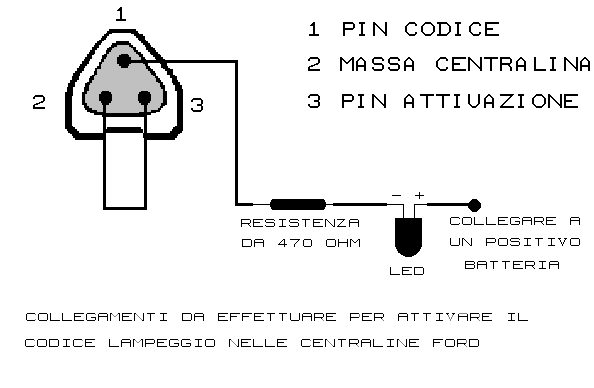 1
1 PIN CODICE
2 MASSA CENTRALINA
2
3
3 PIN ATTIVAZIONE
- +
RESISTENZA
DA 470 OHM
LED
COLLEGARE A
UN POSITIVO
BATTERIA
COLLEGAMENTI DA EFFETTUARE PER ATTIVARE IL
CODICE LAMPEGGIO NELLE CENTRALINE FORD